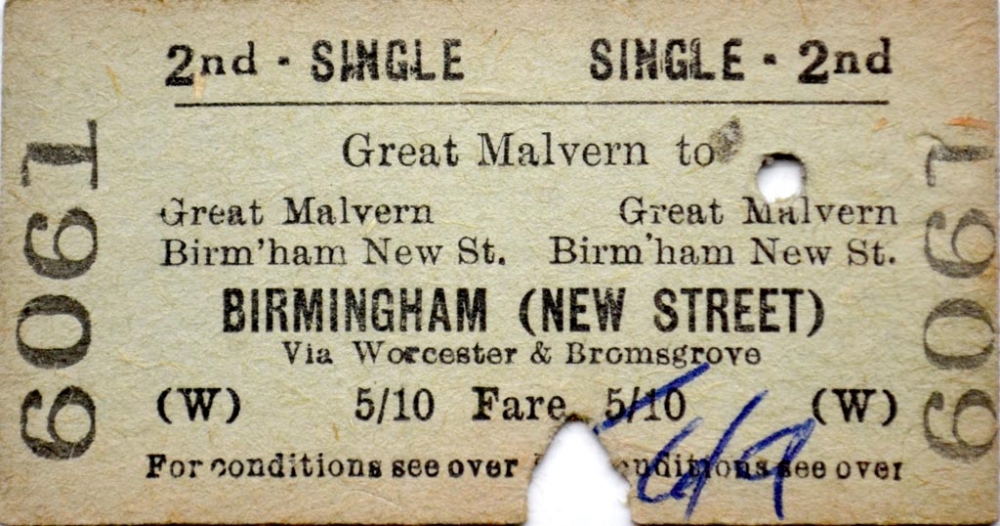 2nd · SINGLE SINGLE · 2nd
Great Malvern to
Great Malvern Great Malvern
Birm'ham New St. Birm'ham New St.
BIRMINGHAM (NEW STREET)
Via Worcester & Bromsgrove
(W) 5/10 Fare 5/10 (W)
For conditions see over conditions see over
6061
6061